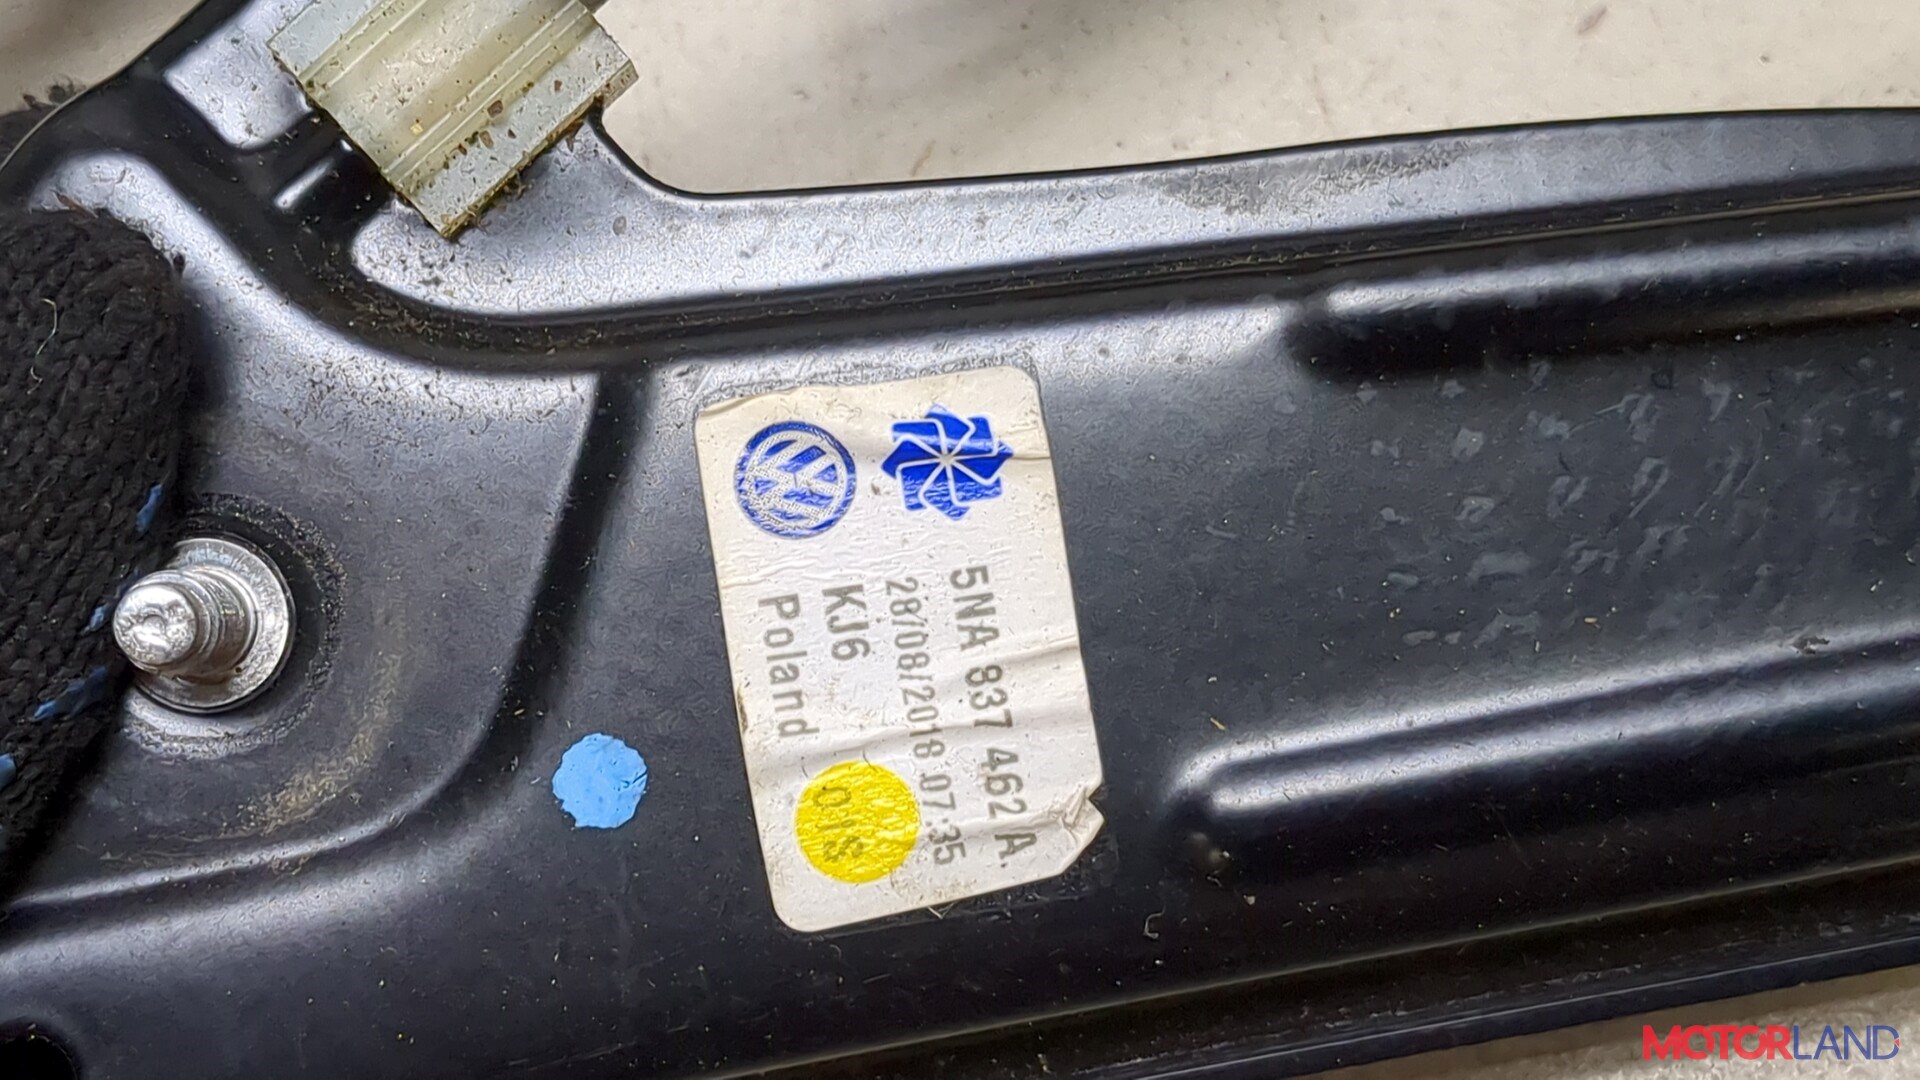 5NA 837 462 A
28/08/2018 07:35
KJ6
Poland
MOTORLAND